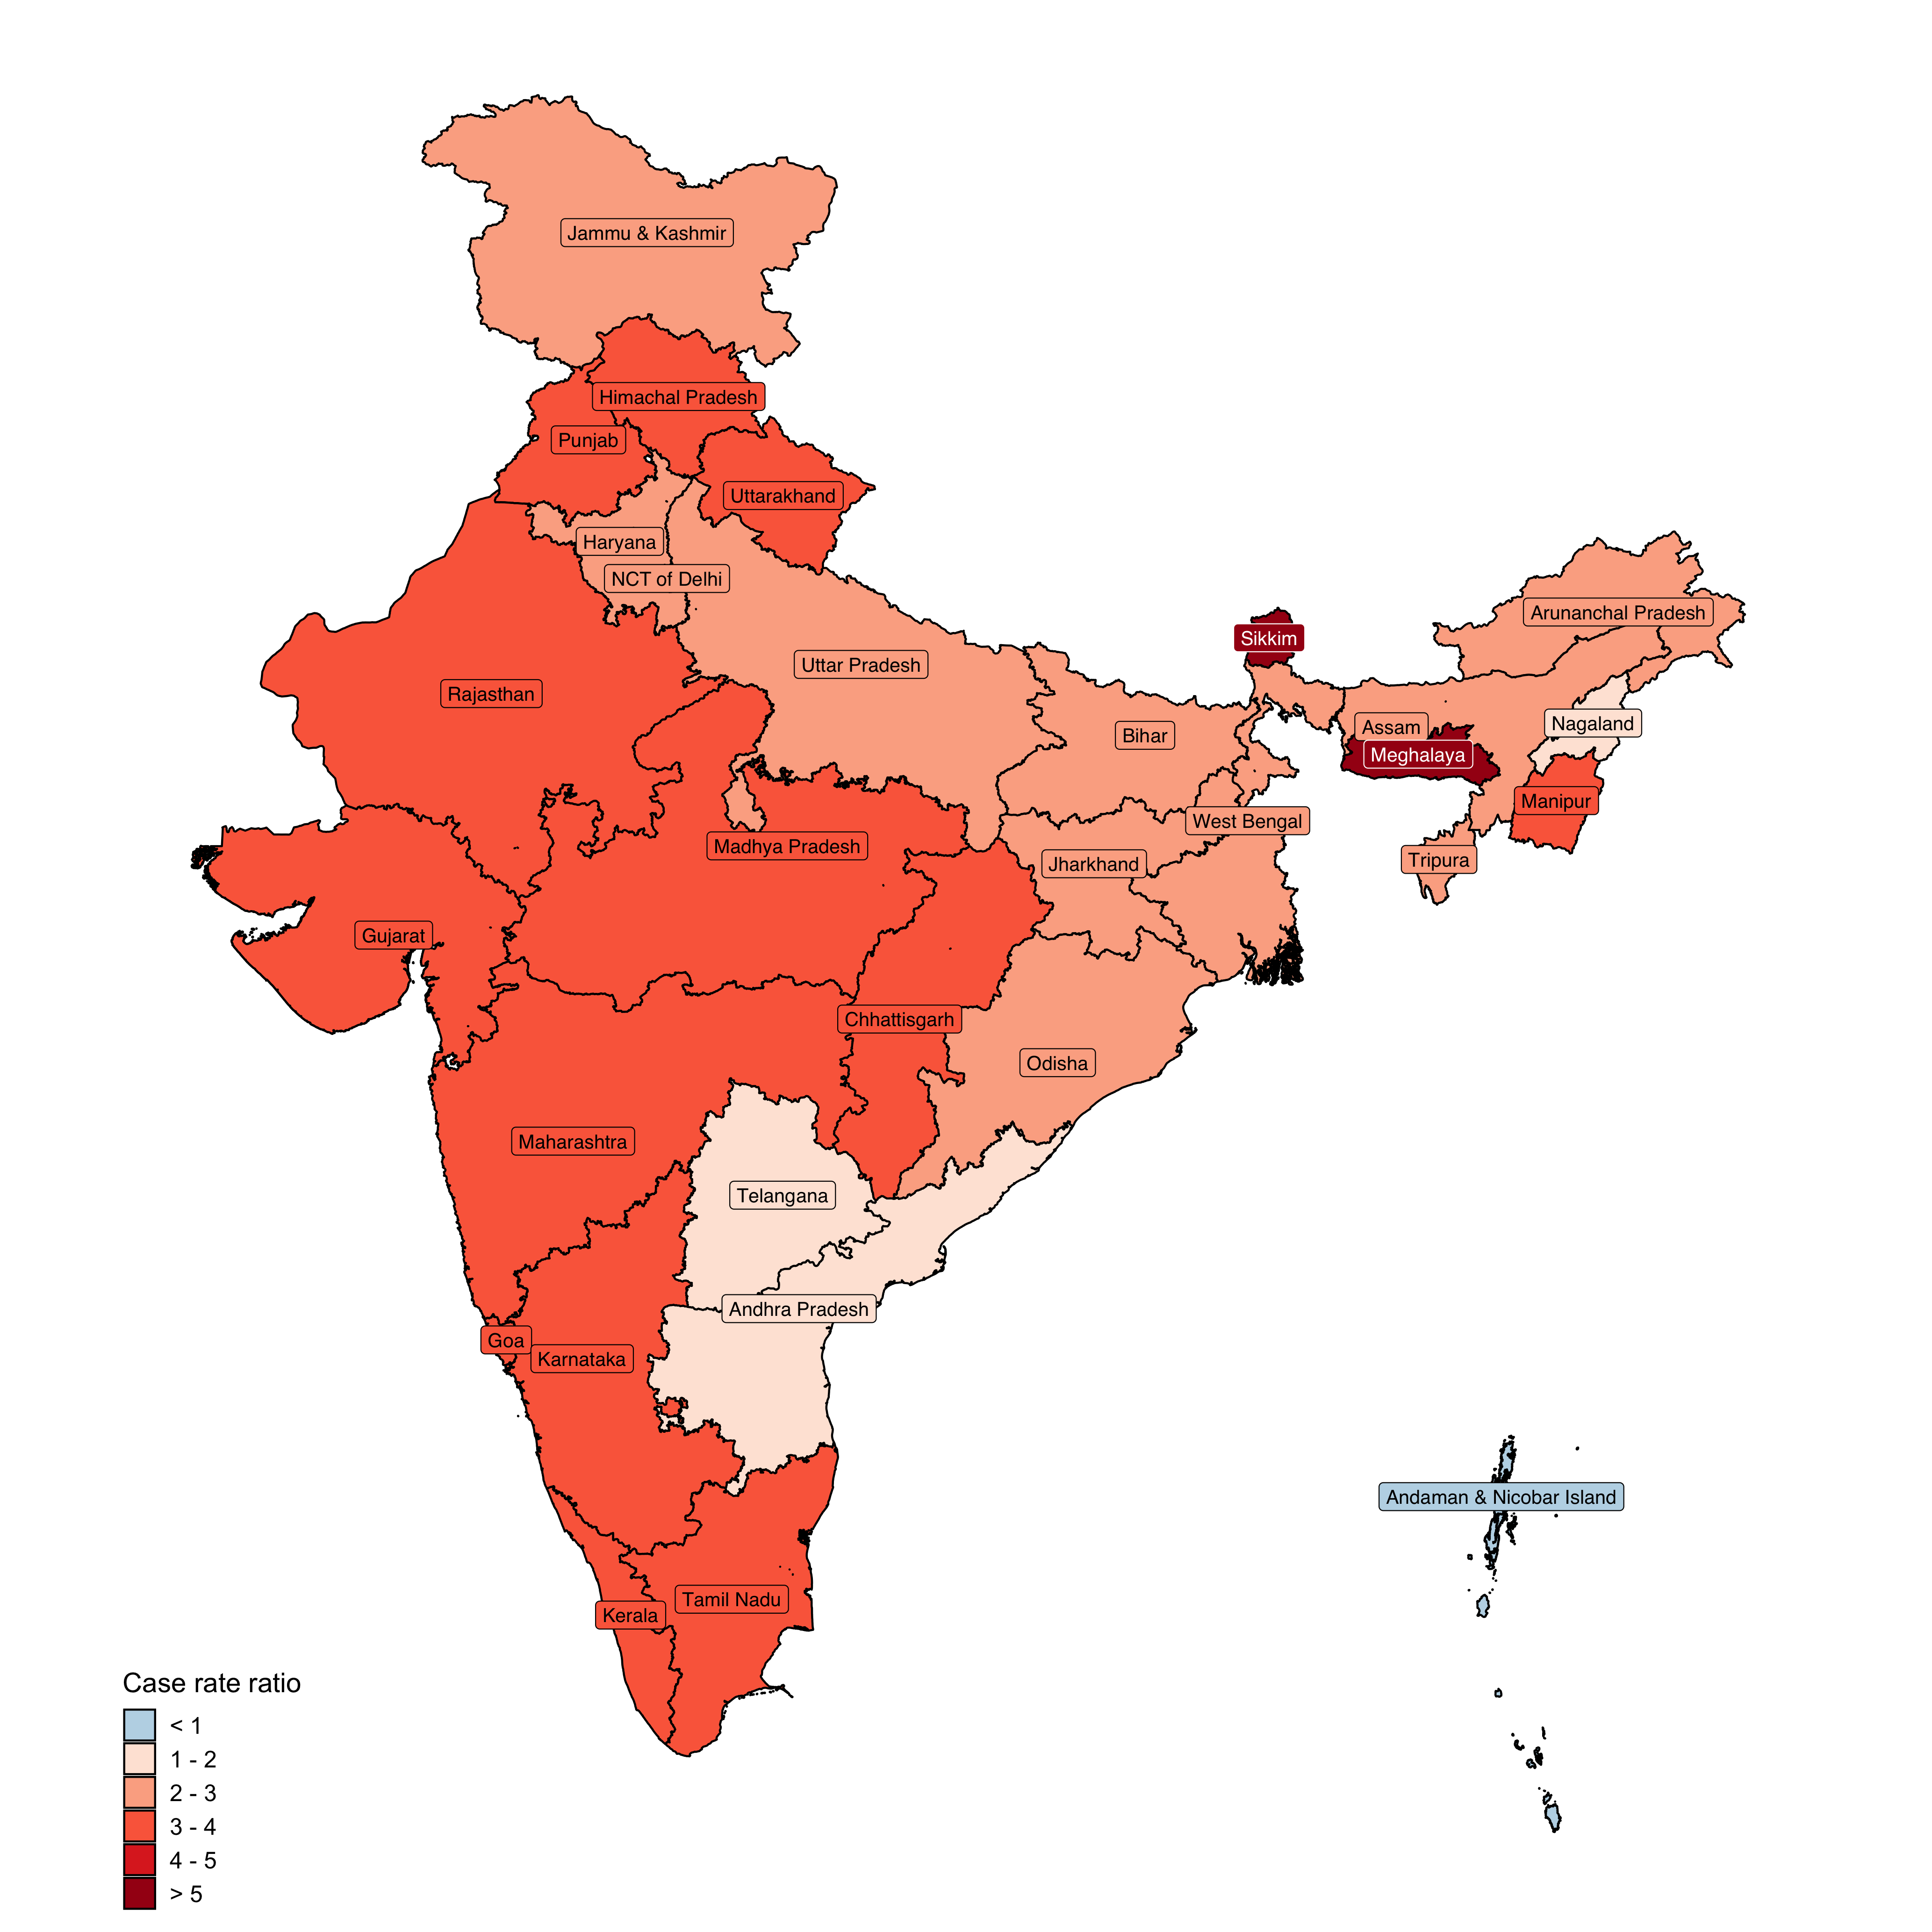 Jammu & Kashmir
Himachal Pradesh
Punjab
Uttarakhand
Haryana
NCT of Delhi
Arunanchal Pradesh
Sikkim
Uttar Pradesh
Rajasthan
Nagaland
Assam
Bihar
Meghalaya
Manipur
West Bengal
Madhya Pradesh
Tripura
Jharkhand
Gujarat
Chhattisgarh
Odisha
Maharashtra
Telangana
Andhra Pradesh
Goa
Karnataka
Andaman & Nicobar Island
Tamil Nadu
Kerala
Case rate ratio
< 1
1 - 2
2 - 3
3 - 4
4 - 5
> 5